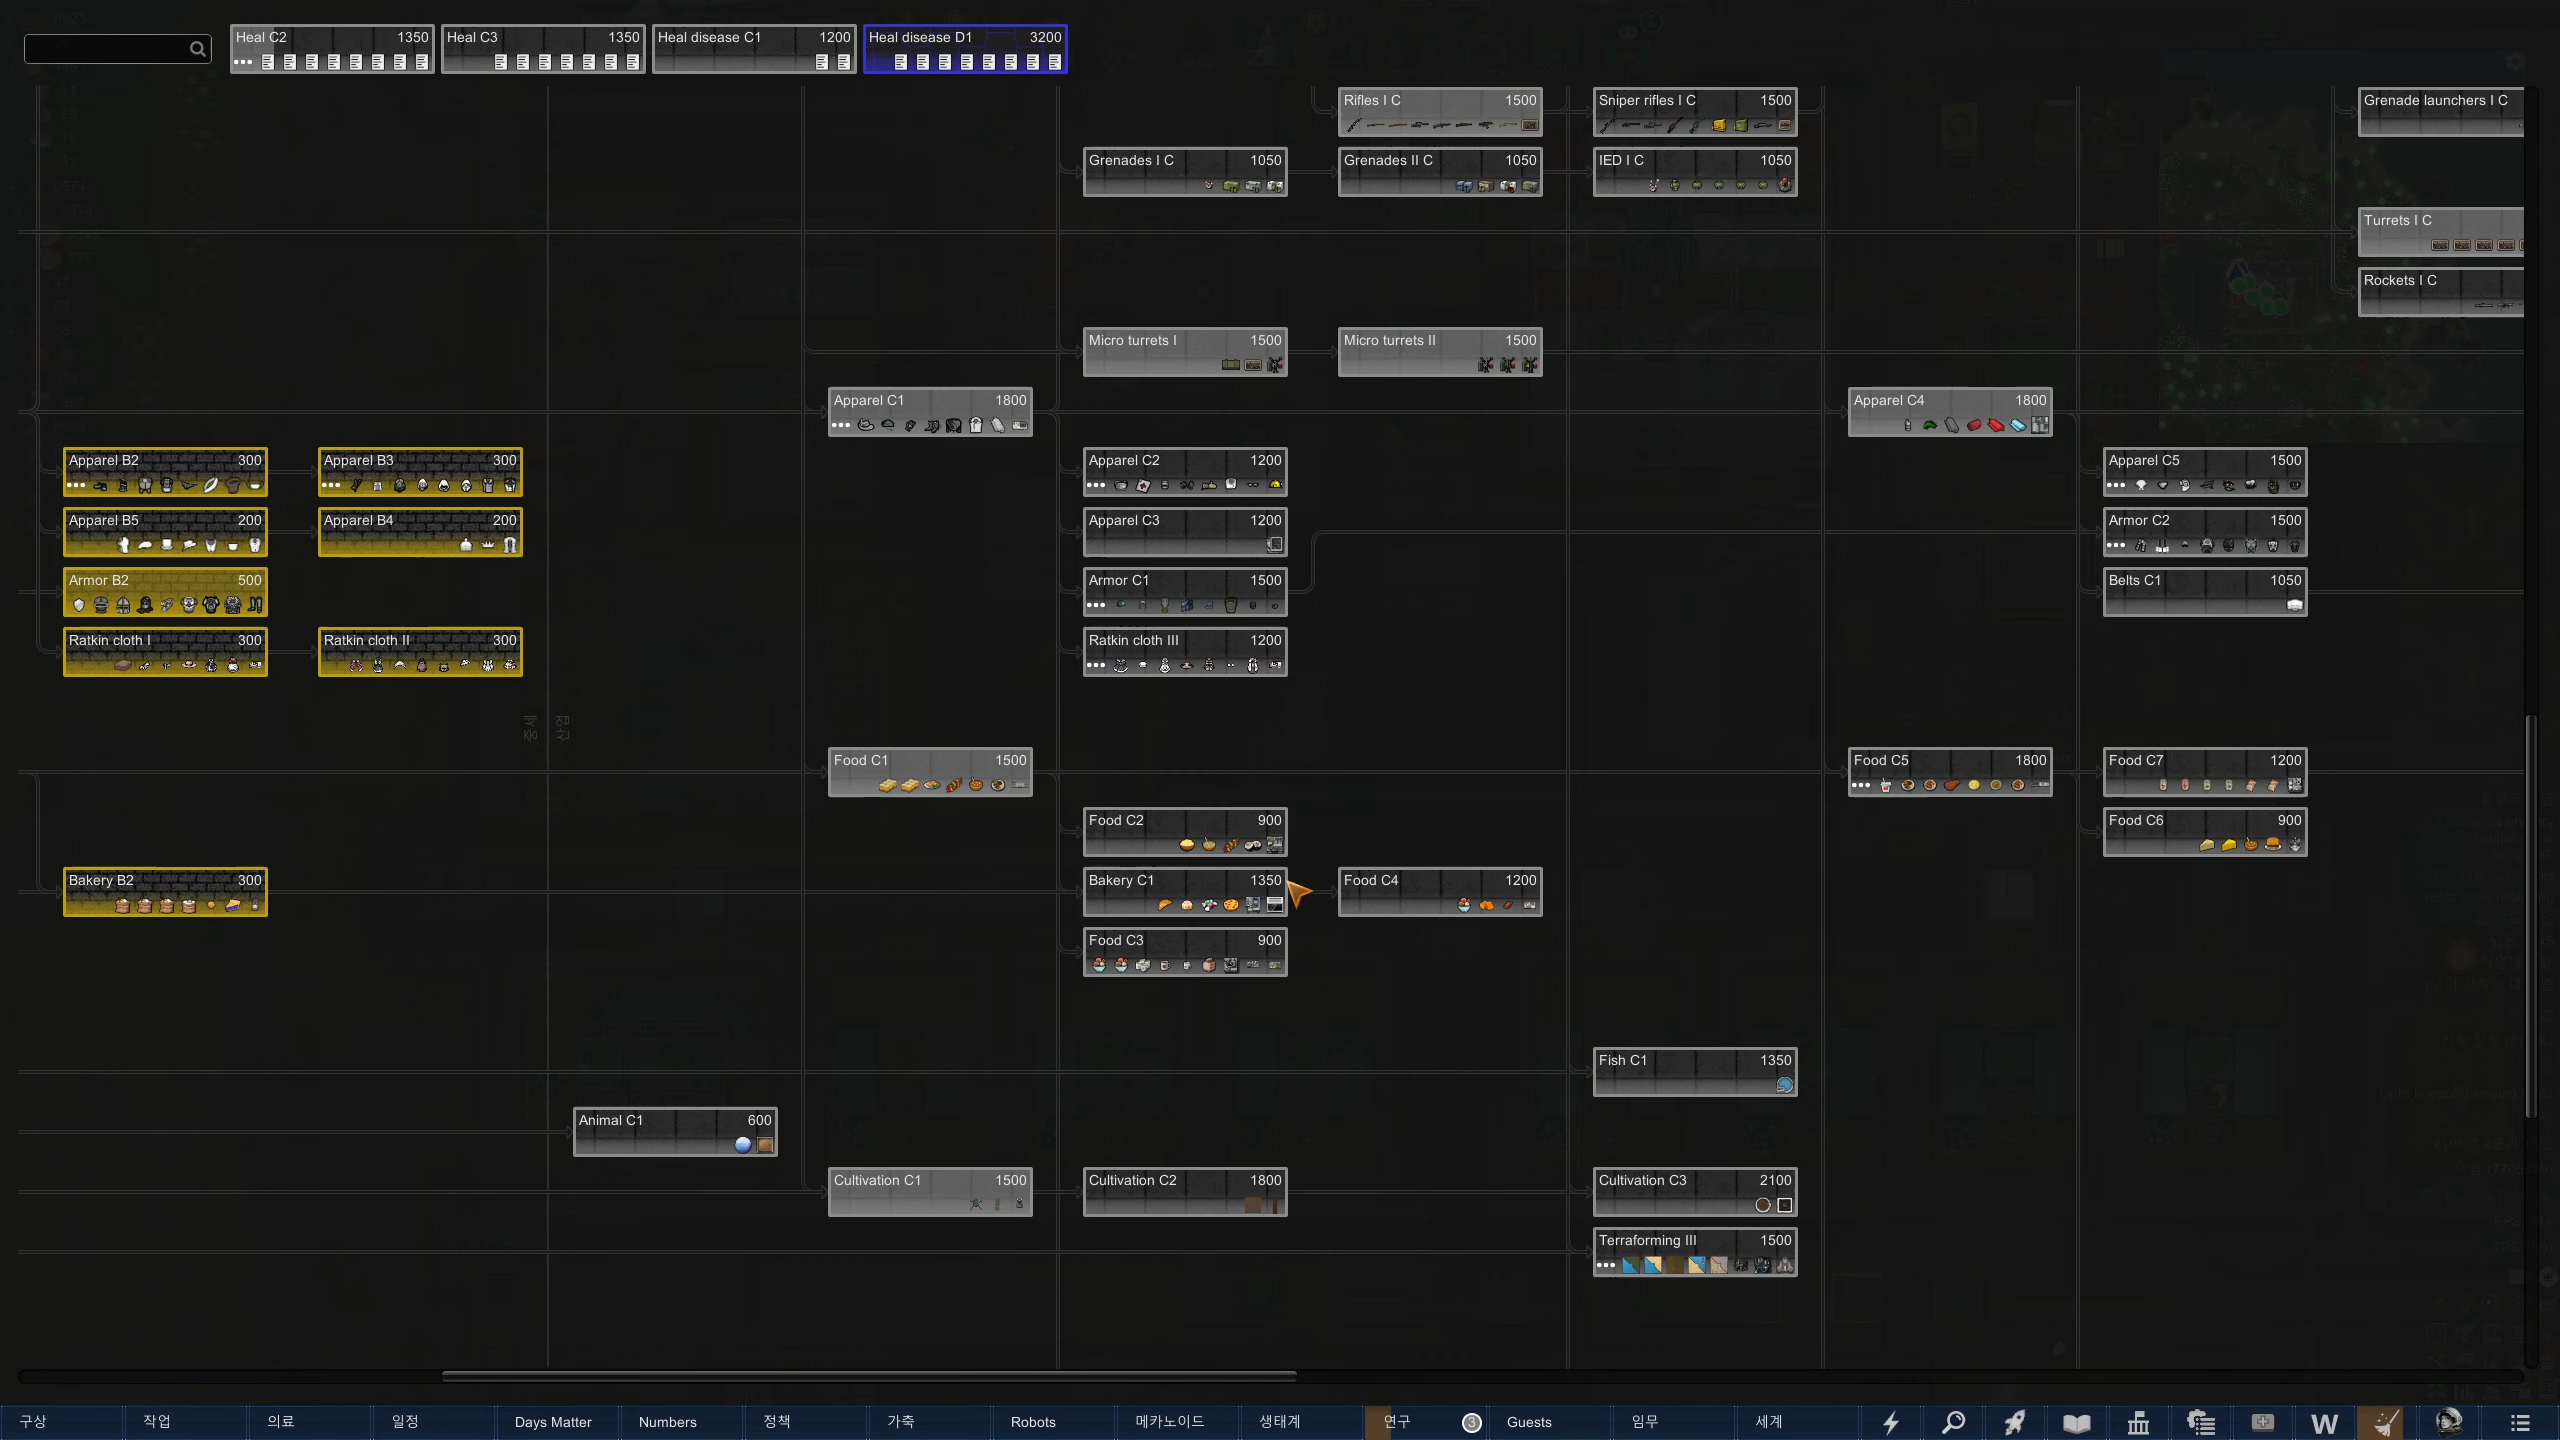 Heal C2 1350
Heal C3 1350
Heal disease C1 1200
Heal disease D1 3200
Rifles I C 1500
Sniper rifles I C 1500
Grenade launchers I C
Grenades I C 1050
Grenades II C 1050
IED I C 1050
Turrets I C
Rockets I C
Micro turrets I 1500
Micro turrets II 1500
Apparel C1 1800
Apparel C4 1800
Apparel B2 300
Apparel B3 300
Apparel C2 1200
Apparel C5 1500
Apparel B5 200
Apparel B4 200
Apparel C3 1200
Armor C2 1500
Armor B2 500
Armor C1 1500
Belts C1 1050
Ratkin cloth I 300
Ratkin cloth II 300
Ratkin cloth III 1200
중세
산업
Food C1 1500
Food C5 1800
Food C7 1200
Food C2 900
Food C6 900
Bakery B2 300
Bakery C1 1350
Food C4 1200
Food C3 900
Fish C1 1350
Animal C1 600
Cultivation C1 1500
Cultivation C2 1800
Cultivation C3 2100
Terraforming III 1500
구상 작업 의료 일정 Days Matter Numbers 정책 가축 Robots 메카노이드 생태계 연구 3 Guests 임무 세계 W